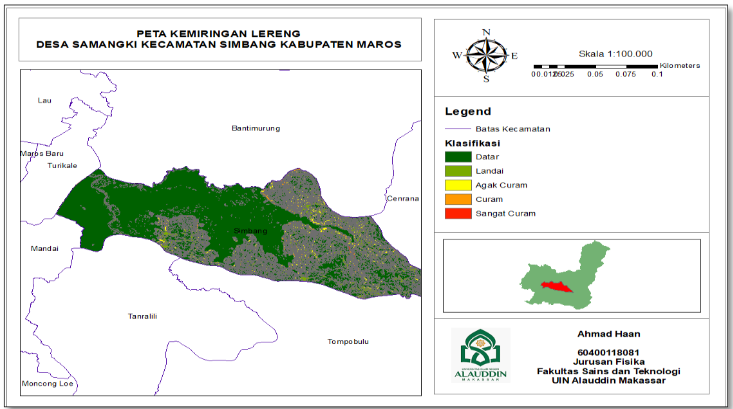 PETA KEMIRINGAN LERENG
DESA SAMANGKI KECAMATAN SIMBANG KABUPATEN MAROS
Lau
Bantimurung
Maros Baru
Turikale
Cenrana
Mandai
Simbang
Tanralili
Tompobulu
Moncong Loe
N
W E
S
Skala 1:100.000
Kilometers
0.05 0.075 0.1
Legend
Batas Kecamatan
Klasifikasi
Datar
Landai
Agak Curam
Curam
Sangat Curam
ALAUDDIN
MAKASSAR
Ahmad Haan
60400118081
Jurusan Fisika
Fakultas Sains dan Teknologi
UIN Alauddin Makassar